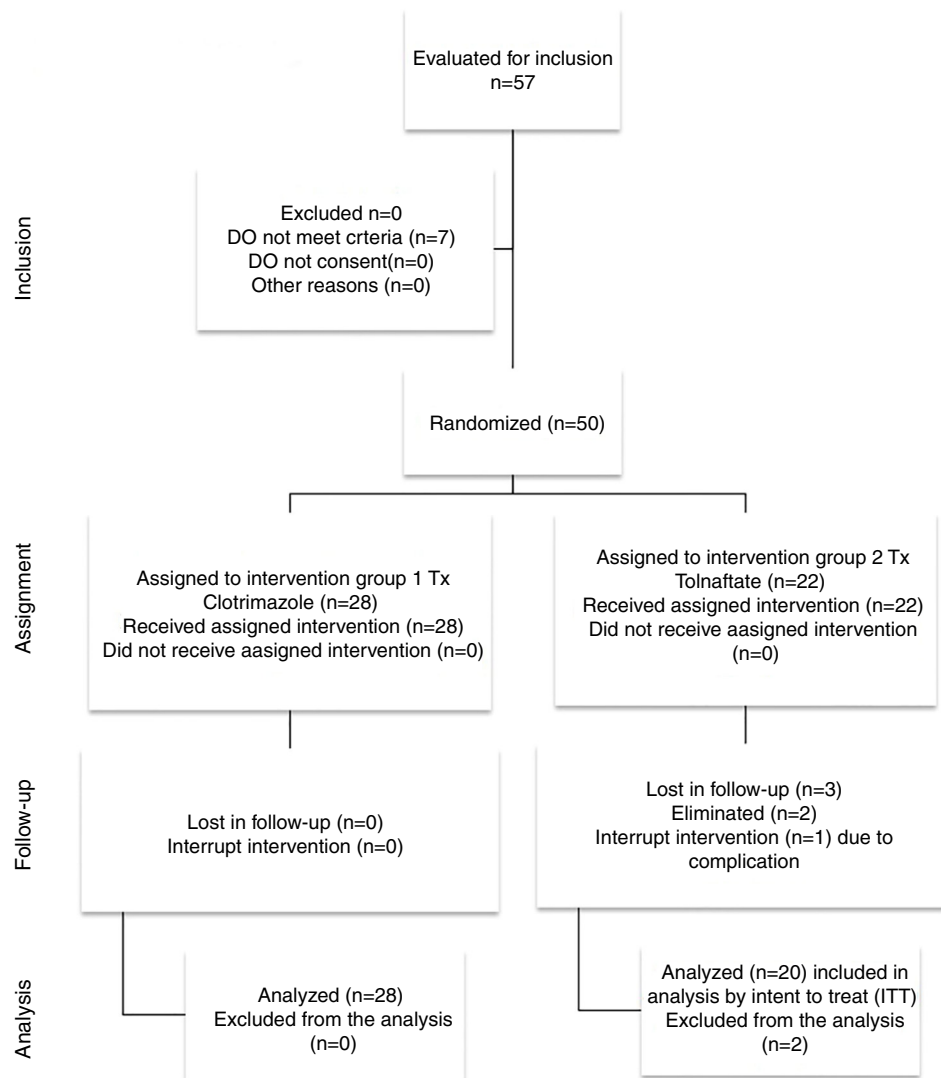 Evaluated for inclusion
n=57
Inclusion
Excluded n=0
DO not meet crteria (n=7)
DO not consent(n=0)
Other reasons (n=0)
Randomized (n=50)
Assignment
Assigned to intervention group 1 Tx
Clotrimazole (n=28)
Received assigned intervention (n=28)
Did not receive aasigned intervention (n=0)
Assigned to intervention group 2 Tx
Tolnaftate (n=22)
Received assigned intervention (n=22)
Did not receive aasigned intervention
(n=0)
Follow-up
Lost in follow-up (n=0)
Interrupt intervention (n=0)
Lost in follow-up (n=3)
Eliminated (n=2)
Interrupt intervention (n=1) due to
complication
Analysis
Analyzed (n=28)
Excluded from the analysis
(n=0)
Analyzed (n=20) included in
analysis by intent to treat (ITT)
Excluded from the analysis
(n=2)